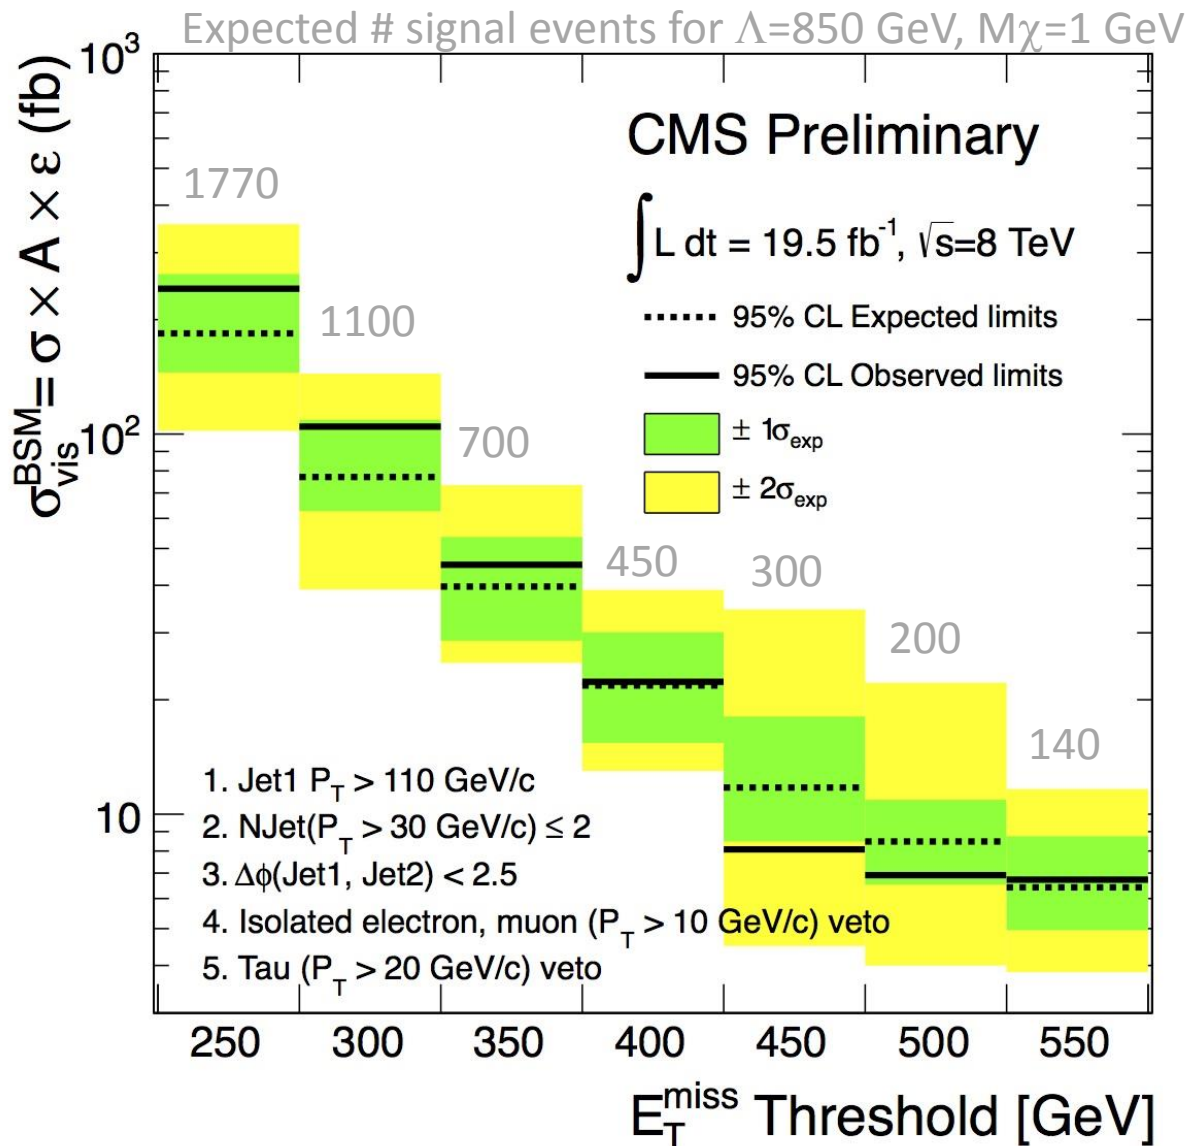 Expected # signal events for Λ=850 GeV, Mχ=1 GeV
σ_vis^BSM = σ × A × ε (fb)
10³
10²
10
1770
1100
700
450
300
200
140
CMS Preliminary
∫ L dt = 19.5 fb⁻¹, √s=8 TeV
95% CL Expected limits
95% CL Observed limits
± 1σ_exp
± 2σ_exp
1. Jet1 P_T > 110 GeV/c
2. NJet(P_T > 30 GeV/c) ≤ 2
3. Δϕ(Jet1, Jet2) < 2.5
4. Isolated electron, muon (P_T > 10 GeV/c) veto
5. Tau (P_T > 20 GeV/c) veto
250 300 350 400 450 500 550
E_T^miss Threshold [GeV]